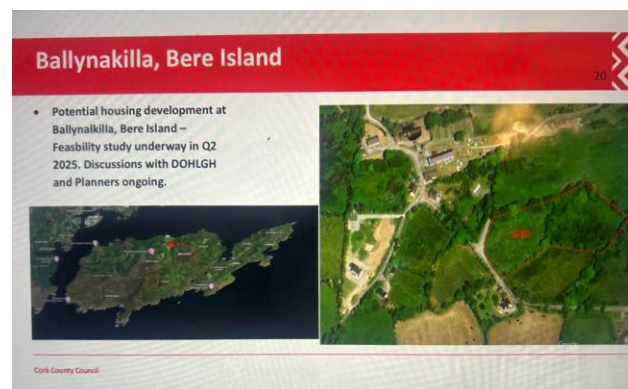 Ballynakilla, Bere Island
20
• Potential housing development at
Ballynalkilla, Bere Island –
Feasbility study underway in Q2
2025. Discussions with DOHLGH
and Planners ongoing.
Cork County Council